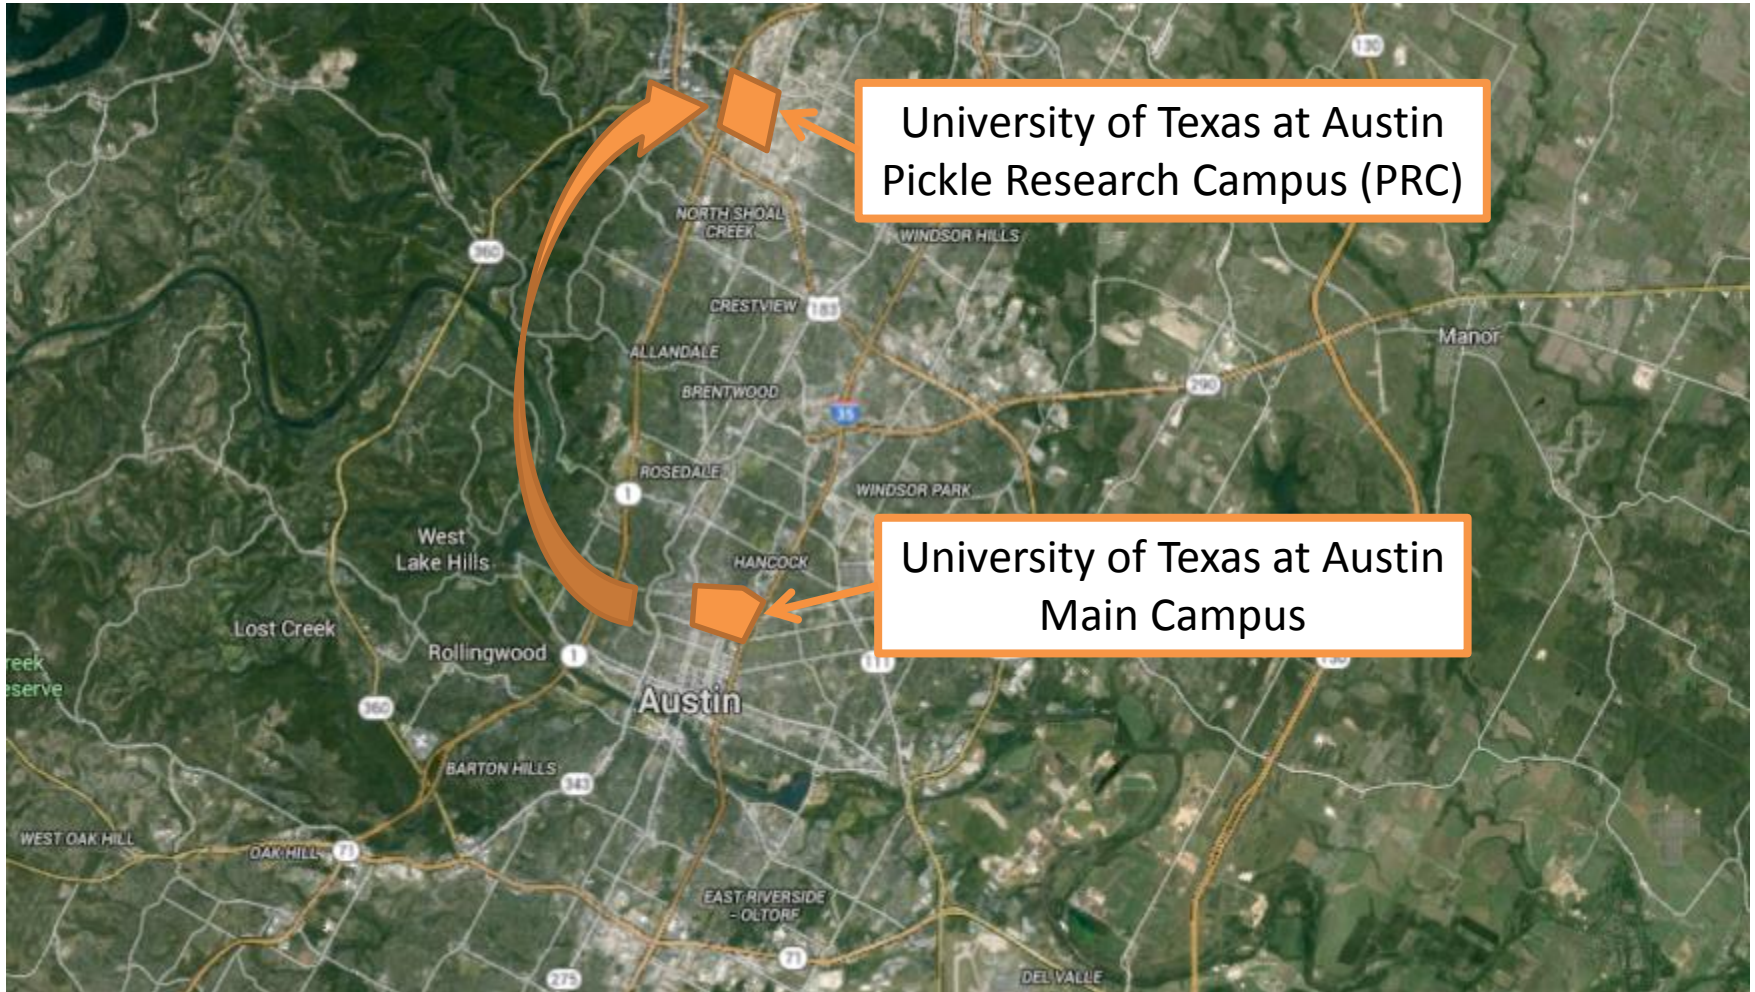 130
University of Texas at Austin
Pickle Research Campus (PRC)
NORTH SHOAL
CREEK
WINDSOR HILLS
360
CRESTVIEW
183
Manor
ALLANDALE
290
BRENTWOOD
35
ROSEDALE
1
WINDSOR PARK
West
Lake Hills
HANCOCK
University of Texas at Austin
Main Campus
Lost Creek
Rollingwood
1
111
reek
eserve
360
Austin
BARTON HILLS
343
WEST OAK HILL
OAK HILL
71
EAST RIVERSIDE
- OLTORF
71
275
DEL VALLE